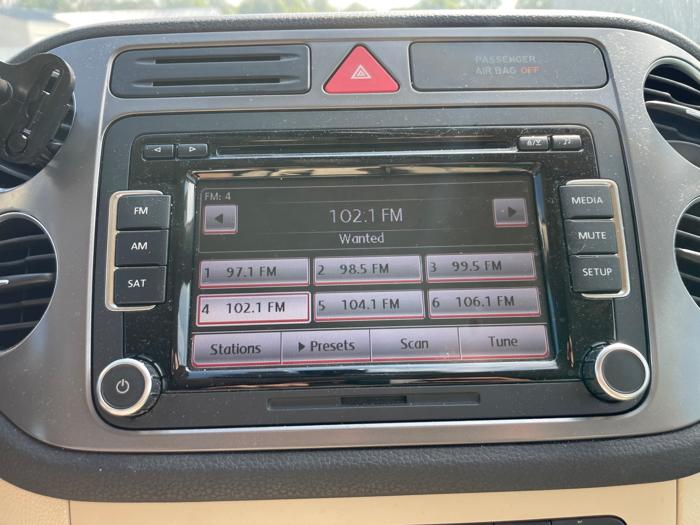 PASSENGER
AIR BAG OFF
FM: 4
FM
102.1 FM
MEDIA
Wanted
AM
MUTE
1 97.1 FM 2 98.5 FM 3 99.5 FM
SAT
SETUP
4 102.1 FM 5 104.1 FM 6 106.1 FM
Stations Presets Scan Tune